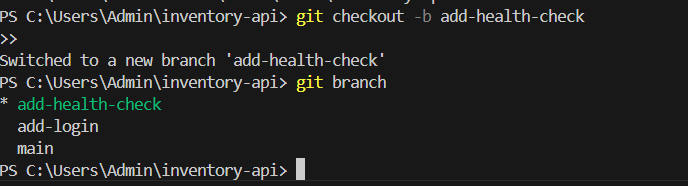 PS C:\Users\Admin\inventory-api> git checkout -b add-health-check
>>
Switched to a new branch 'add-health-check'
PS C:\Users\Admin\inventory-api> git branch
* add-health-check
  add-login
  main
PS C:\Users\Admin\inventory-api>